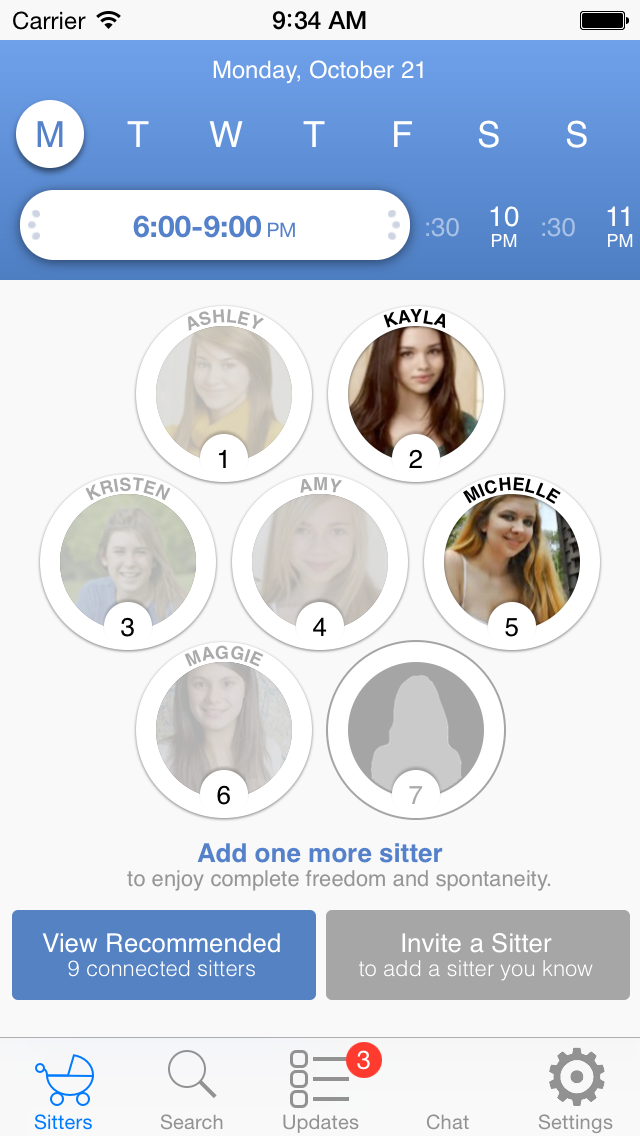 Carrier 9:34 AM
Monday, October 21
M T W T F S S
6:00-9:00 PM :30 10 PM :30 11 PM
ASHLEY KAYLA
1 2
KRISTEN AMY MICHELLE
3 4 5
MAGGIE
6 7
Add one more sitter
to enjoy complete freedom and spontaneity.
View Recommended Invite a Sitter
9 connected sitters to add a sitter you know
3
Sitters Search Updates Chat Settings